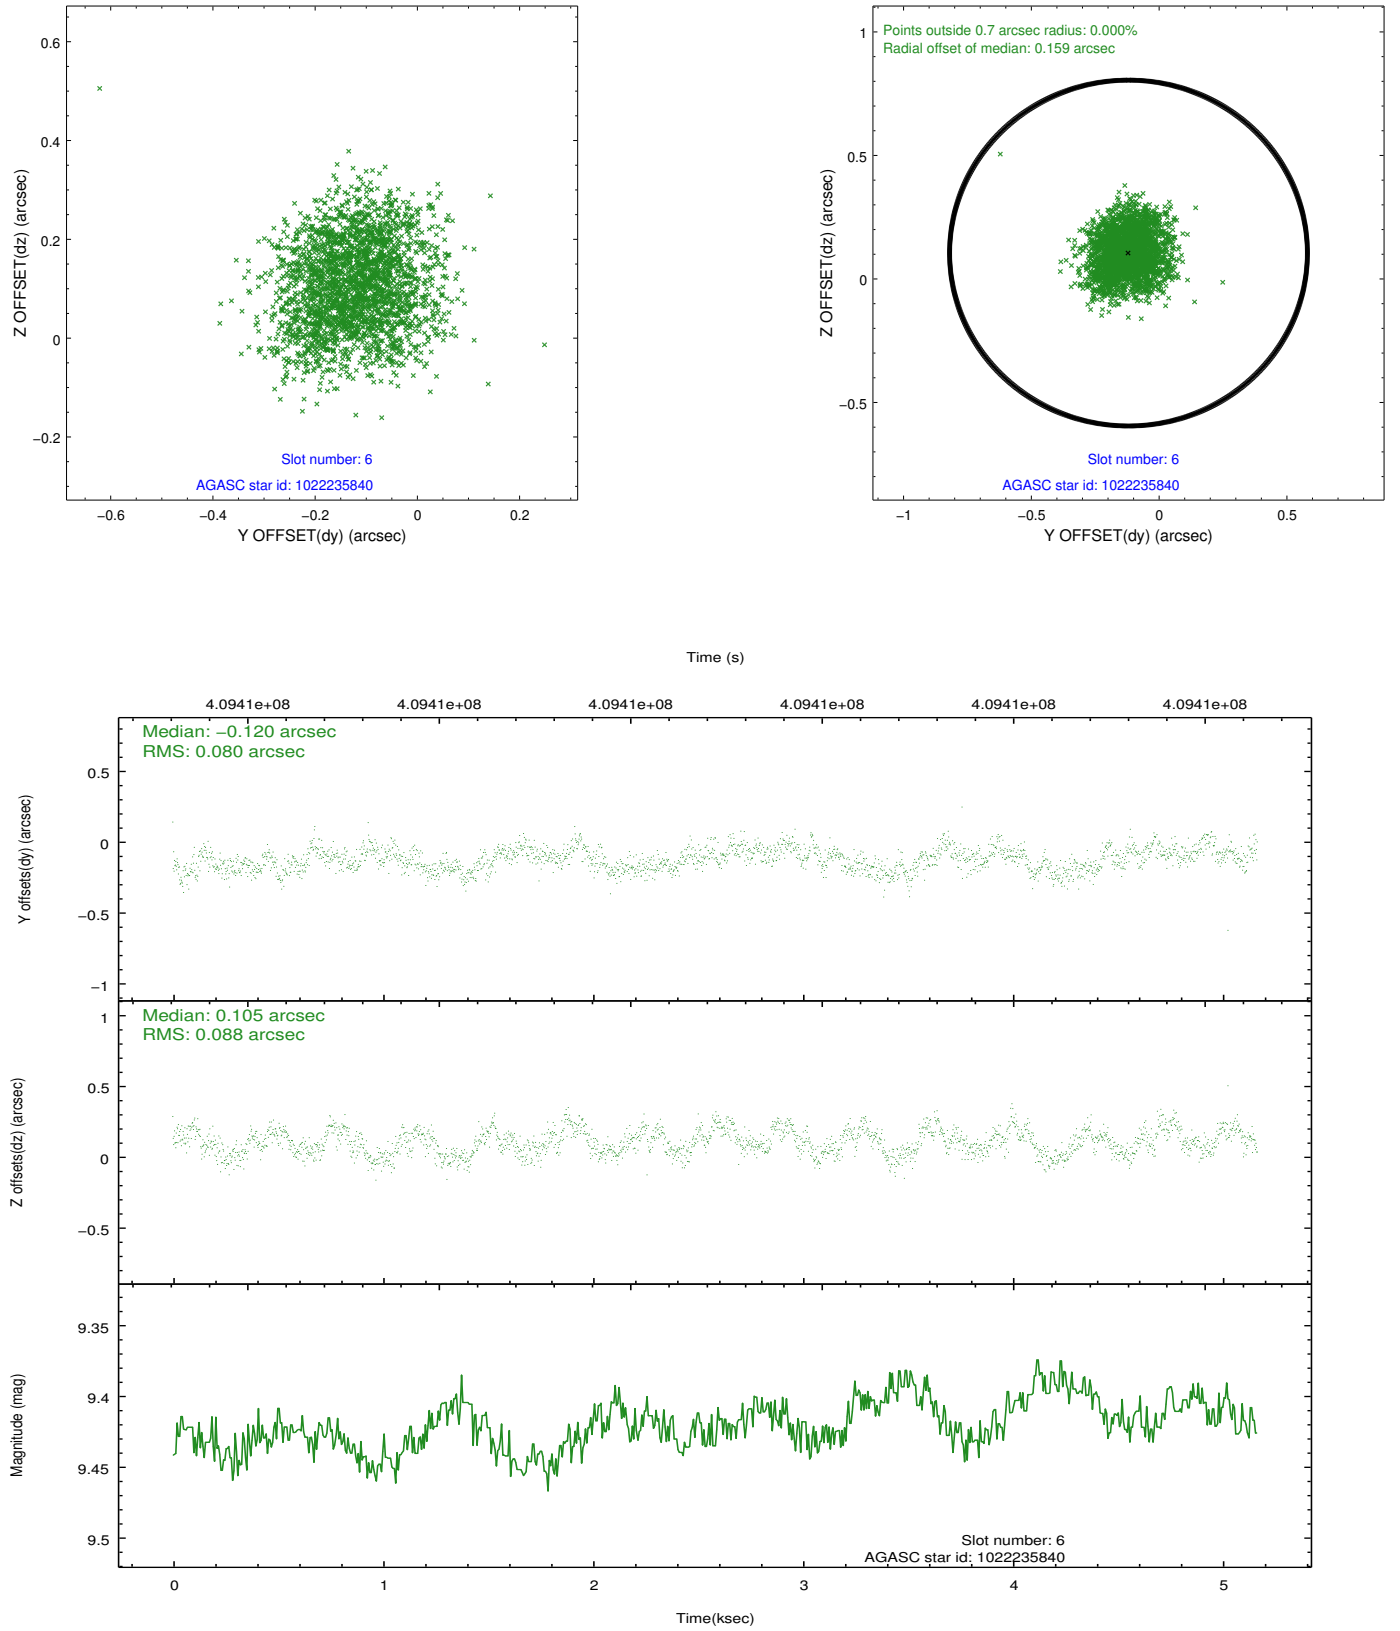 0.6
0.4
0.2
0
−0.2
−0.6
−0.4
−0.2
0
0.2
Z OFFSET(dz) (arcsec)
Y OFFSET(dy) (arcsec)
Slot number: 6
AGASC star id: 1022235840
Points outside 0.7 arcsec radius: 0.000%
Radial offset of median: 0.159 arcsec
1
0.5
0
−0.5
−1
−0.5
0
0.5
Z OFFSET(dz) (arcsec)
Y OFFSET(dy) (arcsec)
Slot number: 6
AGASC star id: 1022235840
Time (s)
4.0941e+08
4.0941e+08
4.0941e+08
4.0941e+08
4.0941e+08
4.0941e+08
Median: −0.120 arcsec
RMS: 0.080 arcsec
0.5
0
−0.5
−1
Y offsets(dy) (arcsec)
Median: 0.105 arcsec
RMS: 0.088 arcsec
1
0.5
0
−0.5
Z offsets(dz) (arcsec)
9.35
9.4
9.45
9.5
Magnitude (mag)
Slot number: 6
AGASC star id: 1022235840
0
1
2
3
4
5
Time(ksec)